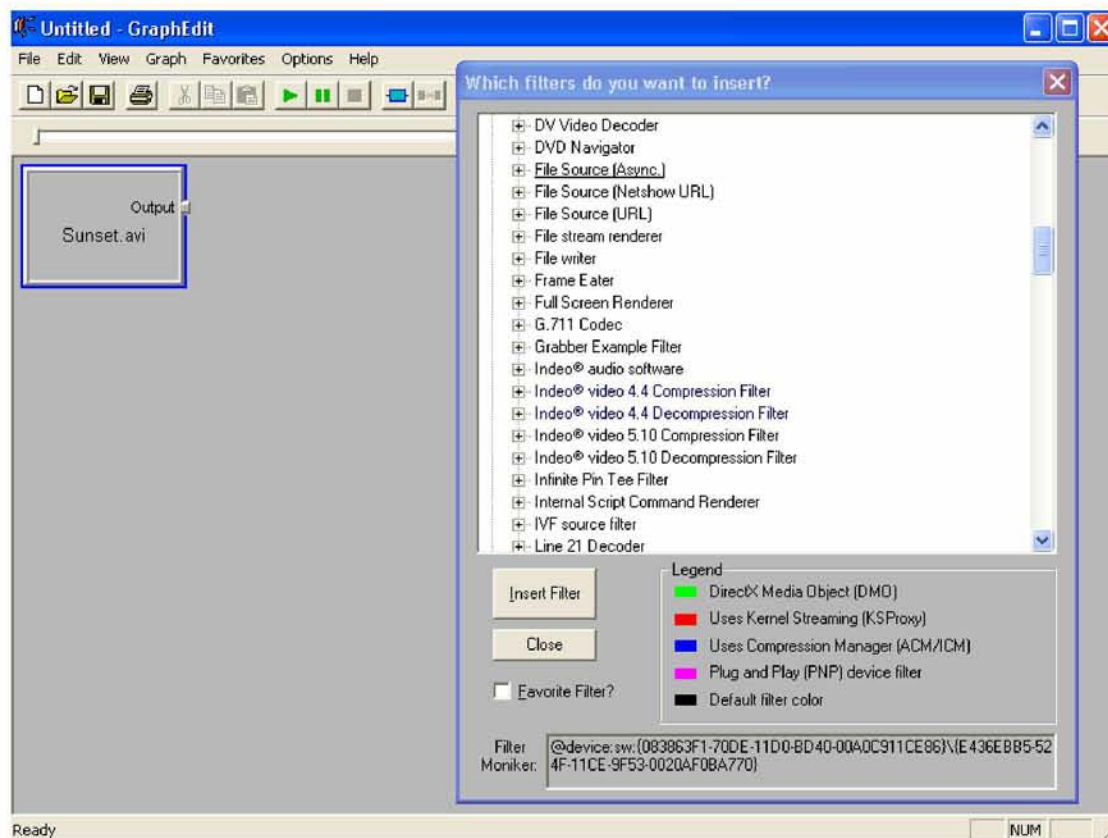 Untitled - GraphEdit
File Edit View Graph Favorites Options Help
Output
Sunset.avi
Which filters do you want to insert?
DV Video Decoder
DVD Navigator
File Source (Async.)
File Source (Netshow URL)
File Source (URL)
File stream renderer
File writer
Frame Eater
Full Screen Renderer
G.711 Codec
Grabber Example Filter
Indeo® audio software
Indeo® video 4.4 Compression Filter
Indeo® video 4.4 Decompression Filter
Indeo® video 5.10 Compression Filter
Indeo® video 5.10 Decompression Filter
Infinite Pin Tee Filter
Internal Script Command Renderer
IVF source filter
Line 21 Decoder
Insert Filter
Close
Favorite Filter?
Legend
DirectX Media Object (DMO)
Uses Kernel Streaming (KSProxy)
Uses Compression Manager (ACM/ICM)
Plug and Play (PNP) device filter
Default filter color
Filter
Moniker:
@device:sw:{083863F1-70DE-11D0-BD40-00A0C911CE86}\{E436EBB5-52
4F-11CE-9F53-0020AF0BA770}
Ready
NUM